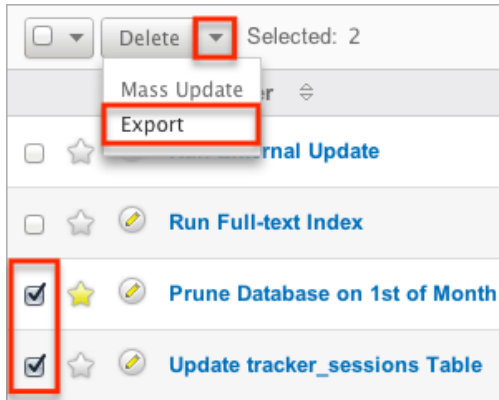 Delete Selected: 2
Mass Update
Export
Run Full-text Index
Prune Database on 1st of Month
Update tracker_sessions Table